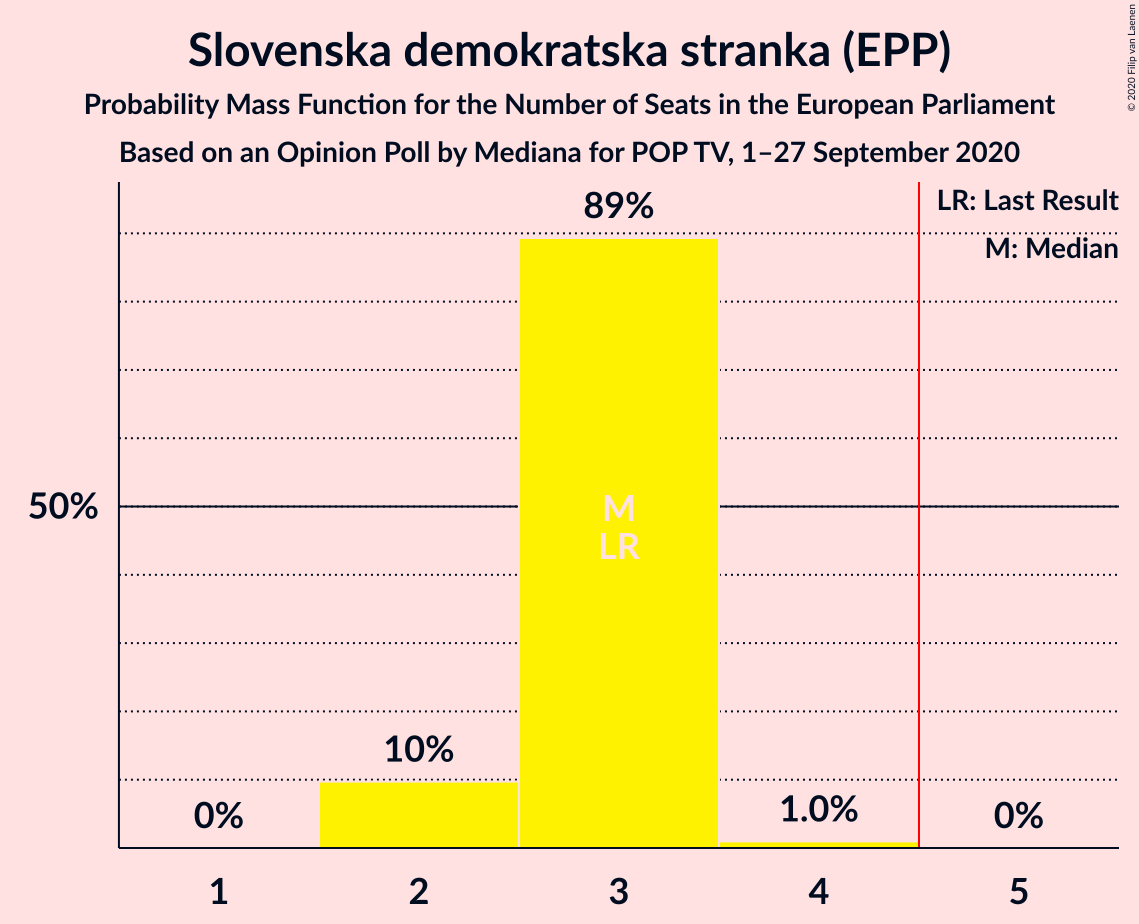 Slovenska demokratska stranka (EPP)
Probability Mass Function for the Number of Seats in the European Parliament
Based on an Opinion Poll by Mediana for POP TV, 1–27 September 2020
© 2020 Filip van Laenen
LR: Last Result
M: Median
89%
50%
M
LR
10%
0%
1.0%
0%
1 2 3 4 5